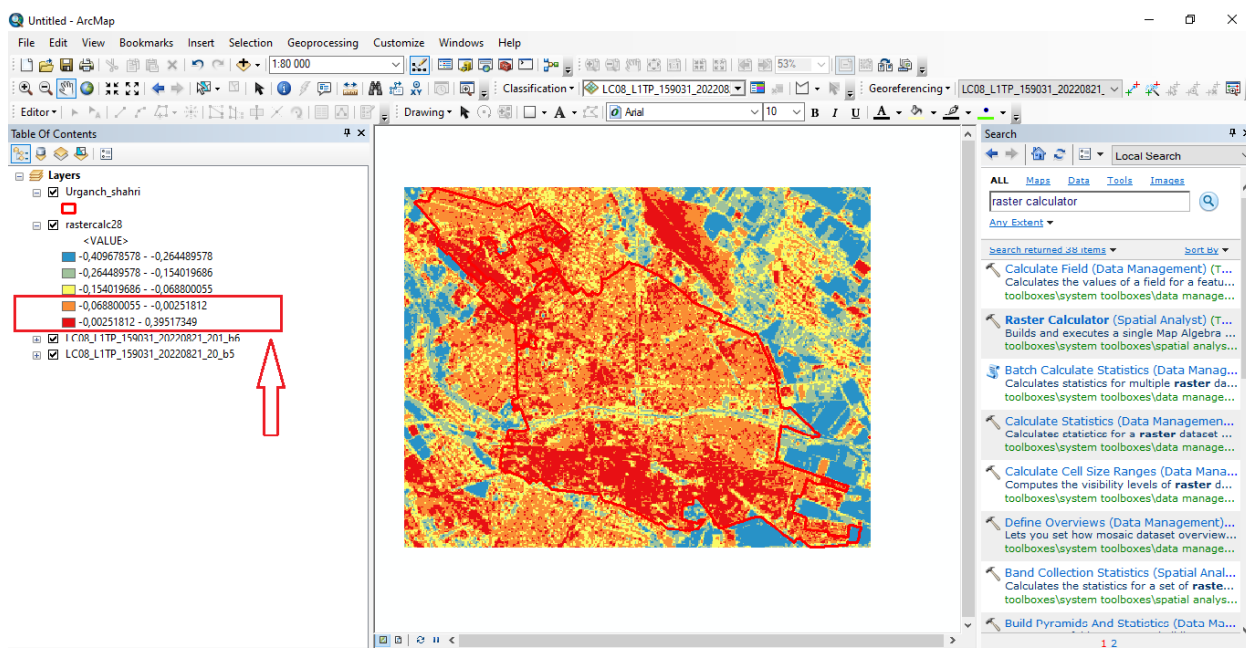 Untitled - ArcMap
File Edit View Bookmarks Insert Selection Geoprocessing Customize Windows Help
1:80 000
53%
Classification
LC08_L1TP_159031_202208
Georeferencing
LC08_L1TP_159031_20220821_
Editor
Drawing
Arial
10
B I U A
Table Of Contents
Layers
Urganch_shahri
rastercalc28
<VALUE>
-0,409678578 - -0,264489578
-0,264489578 - -0,154019686
-0,154019686 - -0,068800055
-0,068800055 - -0,00251812
-0,00251812 - 0,39517349
LC08_L1TP_159031_20220821_201_b6
LC08_L1TP_159031_20220821_20_b5
Search
Local Search
ALL Maps Data Tools Images
raster calculator
Any Extent
Search returned 38 items
Sort By
Calculate Field (Data Management) (T...
Calculates the values of a field for a featu...
toolboxes\system toolboxes\data manage...
Raster Calculator (Spatial Analyst) (T...
Builds and executes a single Map Algebra ...
toolboxes\system toolboxes\spatial analys...
Batch Calculate Statistics (Data Manag...
Calculates statistics for multiple raster da...
toolboxes\system toolboxes\data manage...
Calculate Statistics (Data Managemen...
Calculates statistics for a raster dataset ...
toolboxes\system toolboxes\data manage...
Calculate Cell Size Ranges (Data Mana...
Computes the visibility levels of raster d...
toolboxes\system toolboxes\data manage...
Define Overviews (Data Management)...
Lets you set how mosaic dataset overview...
toolboxes\system toolboxes\data manage...
Band Collection Statistics (Spatial Anal...
Calculates the statistics for a set of raste...
toolboxes\system toolboxes\spatial analys...
Build Pyramids And Statistics (Data Ma...
1 2